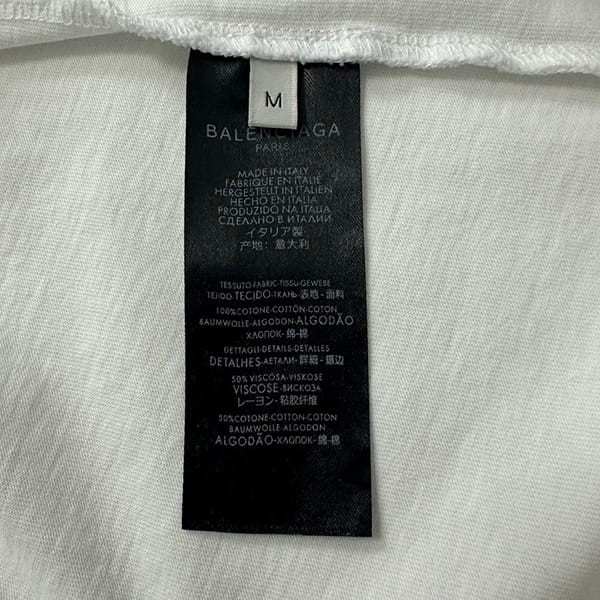 M
BALENCIAGA
PARIS
MADE IN ITALY
FABRIQUE EN ITALIE
HERGESTELLT IN ITALIEN
HECHO EN ITALIA
PRODUZIDO NA ITALIA
СДЕЛАНО В ИТАЛИИ
イタリア製
产地：意大利
TESSUTO-FABRIC-TISSU-GEWEBE
TEJIDO-TECIDO-ТКАНЬ-表地-面料
100% COTONE-COTTON-COTON
BAUMWOLLE-ALGODON-ALGODÃO
ХЛОПОК-綿-棉
DETTAGLI-DETAILS-DETALLES
DETALHES-ДЕТАЛИ-詳細-镶边
50% VISCOSA-VISKOSE
VISCOSE-ВИСКОЗА
レーヨン-粘胶纤维
50% COTONE-COTTON-COTON
BAUMWOLLE-ALGODON
ALGODÃO-ХЛОПОК-綿-棉